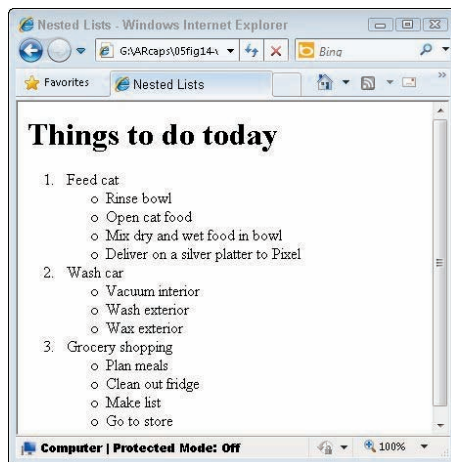 Nested Lists - Windows Internet Explorer
G:\ARcaps\05fig14-v
Bing
Favorites
Nested Lists
Things to do today
1. Feed cat
o Rinse bowl
o Open cat food
o Mix dry and wet food in bowl
o Deliver on a silver platter to Pixel
2. Wash car
o Vacuum interior
o Wash exterior
o Wax exterior
3. Grocery shopping
o Plan meals
o Clean out fridge
o Make list
o Go to store
Computer | Protected Mode: Off
100%